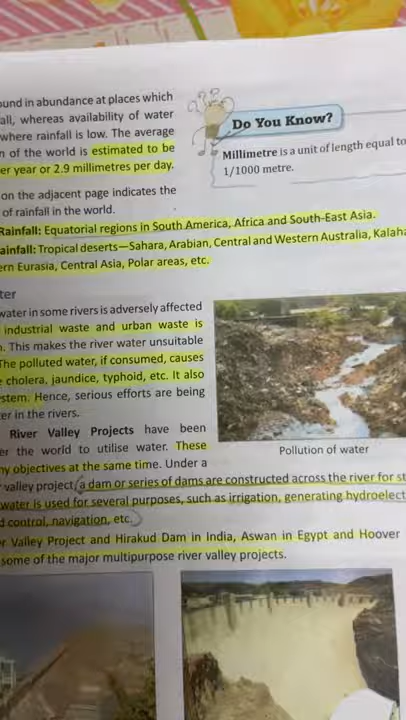 ound in abundance at places which
all, whereas availability of water
where rainfall is low. The average
n of the world is estimated to be
er year or 2.9 millimetres per day.
Do You Know?
Millimetre is a unit of length equal to
1/1000 metre.
on the adjacent page indicates the
of rainfall in the world.
Rainfall: Equatorial regions in South America, Africa and South-East Asia.
ainfall: Tropical deserts—Sahara, Arabian, Central and Western Australia, Kalaha
ern Eurasia, Central Asia, Polar areas, etc.
ter
water in some rivers is adversely affected
industrial waste and urban waste is
. This makes the river water unsuitable
The polluted water, if consumed, causes
e cholera, jaundice, typhoid, etc. It also
stem. Hence, serious efforts are being
er in the rivers.
Pollution of water
River Valley Projects have been
er the world to utilise water. These
ny objectives at the same time. Under a
valley project, a dam or series of dams are constructed across the river for st
water is used for several purposes, such as irrigation, generating hydroelect
d control, navigation, etc.
r Valley Project and Hirakud Dam in India, Aswan in Egypt and Hoover
some of the major multipurpose river valley projects.